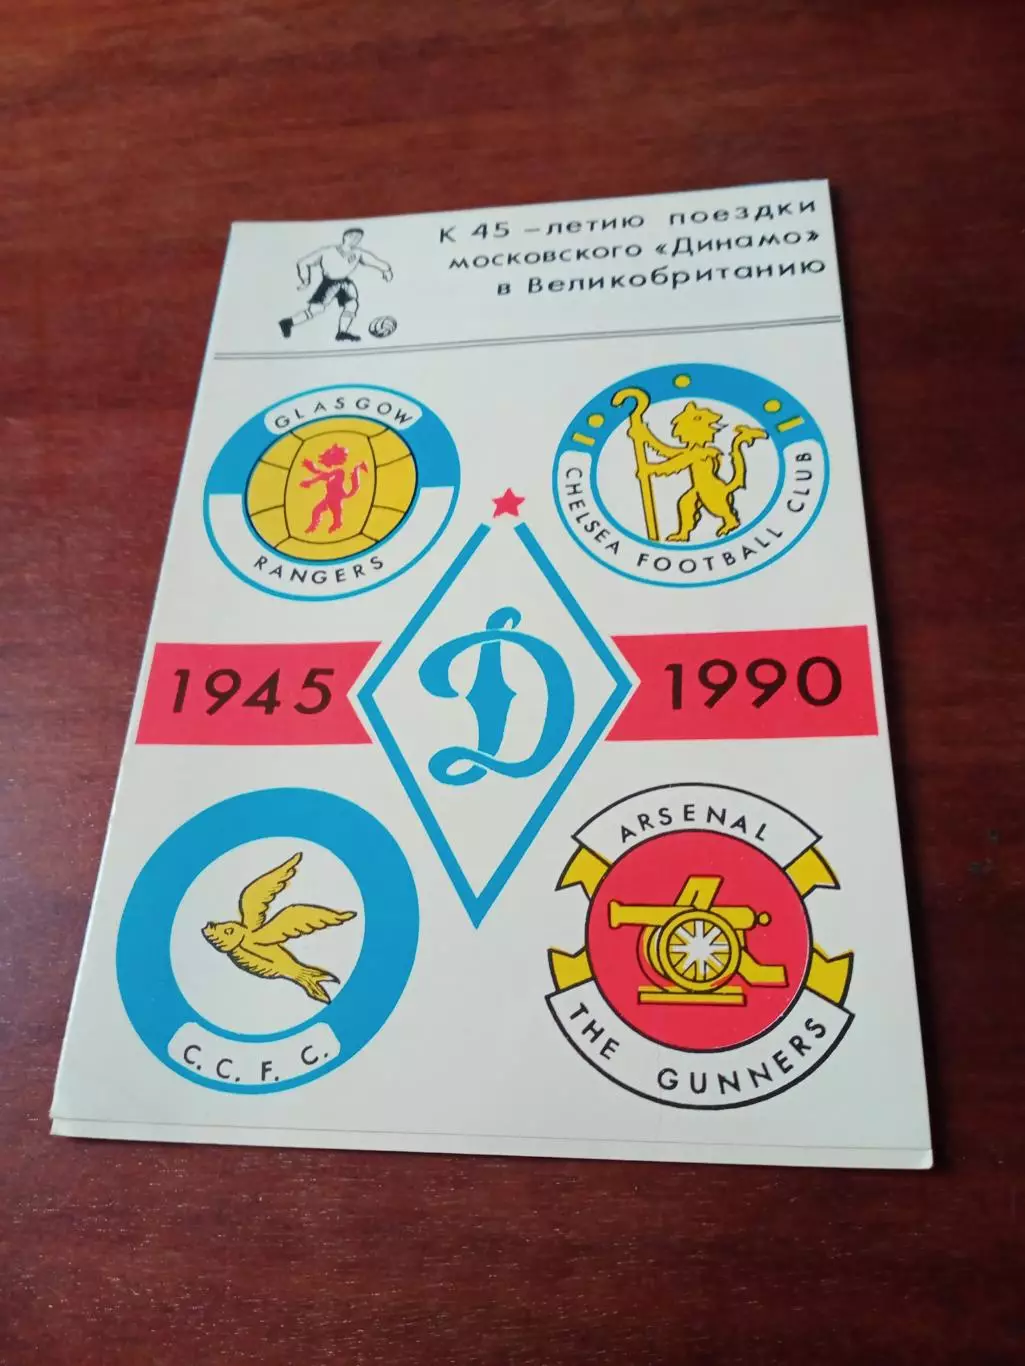 К 45 – летию поездки
московского «Динамо»
в Великобританию
GLASGOW
RANGERS
CHELSEA FOOTBALL CLUB
1945
Д
1990
C. C. F. C.
ARSENAL
THE GUNNERS